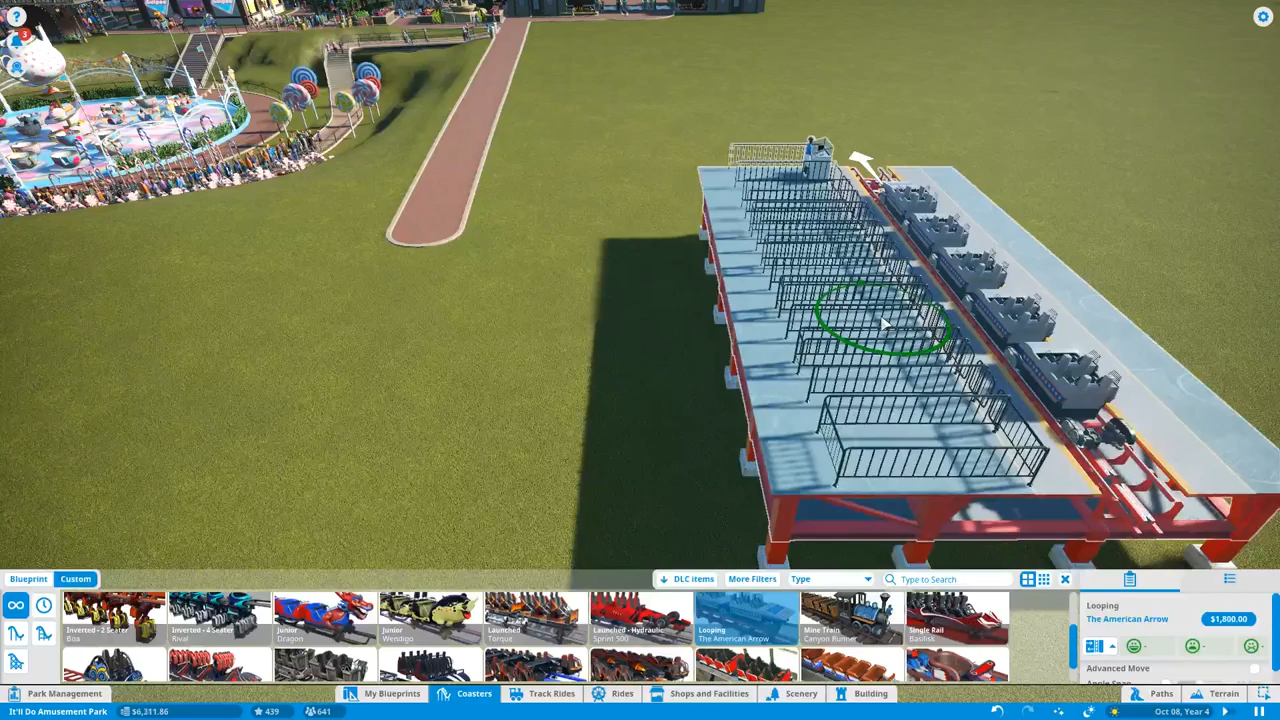 ?
3
Blueprint
Custom
DLC items
More Filters
Type
Type to Search
Inverted - 2 Seater
Boa
Inverted - 4 Seater
Rival
Junior
Dragon
Junior
Wendigo
Launched
Torque
Launched - Hydraulic
Sprint 500
Looping
The American Arrow
Mine Train
Canyon Runner
Single Rail
Basilisk
Looping
The American Arrow
$1,800.00
Advanced Move
Angle Snap
Park Management
My Blueprints
Coasters
Track Rides
Rides
Shops and Facilities
Scenery
Building
Paths
Terrain
It'll Do Amusement Park
$6,311.86
439
641
Oct 08, Year 4